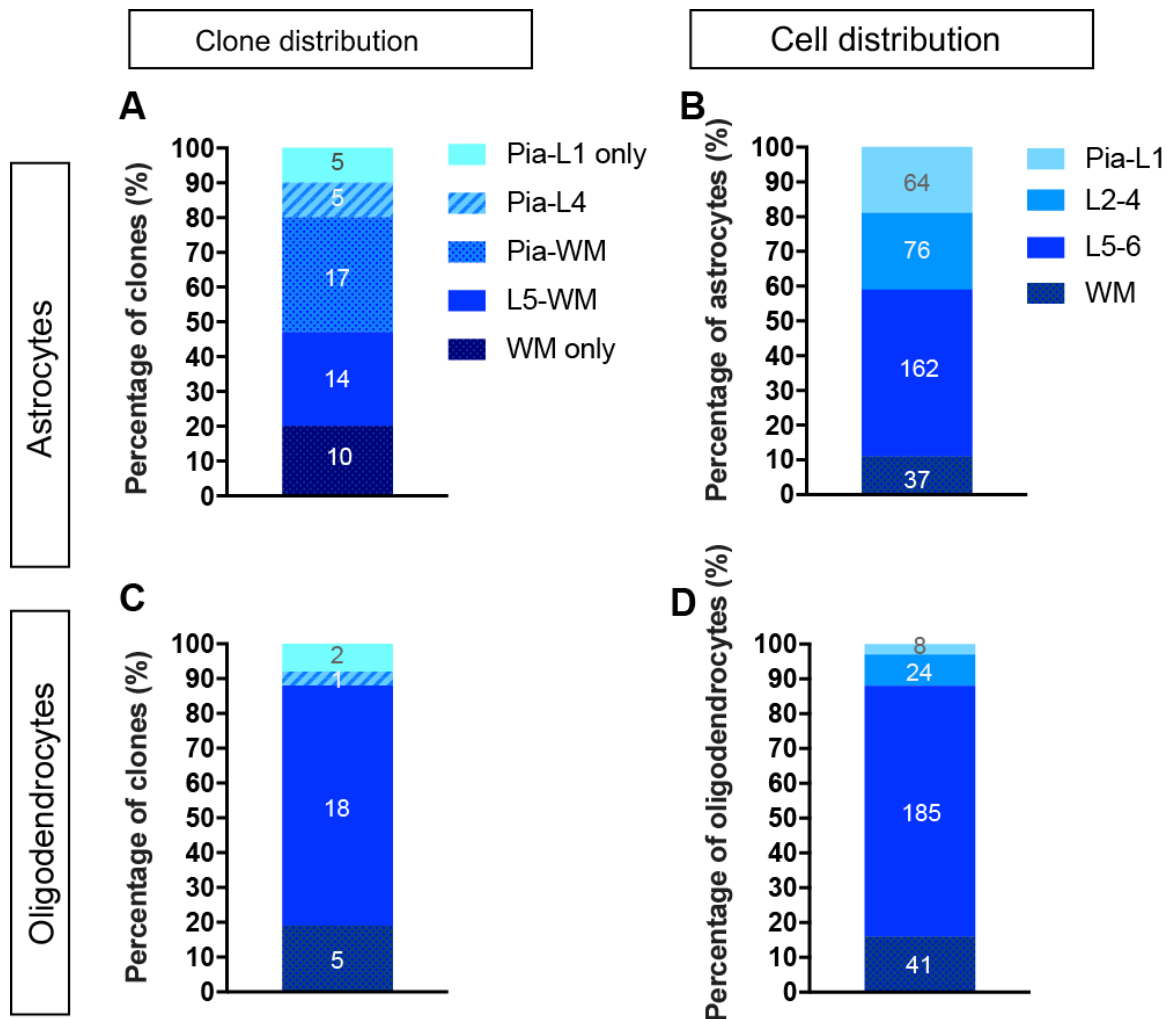 Clone distribution
Cell distribution
Astrocytes
Oligodendrocytes
A
Percentage of clones (%)
100
90
80
70
60
50
40
30
20
10
0
5
5
17
14
10
Pia-L1 only
Pia-L4
Pia-WM
L5-WM
WM only
B
Percentage of astrocytes (%)
100
90
80
70
60
50
40
30
20
10
0
64
76
162
37
Pia-L1
L2-4
L5-6
WM
C
Percentage of clones (%)
100
90
80
70
60
50
40
30
20
10
0
2
1
18
5
D
Percentage of oligodendrocytes (%)
100
90
80
70
60
50
40
30
20
10
0
8
24
185
41